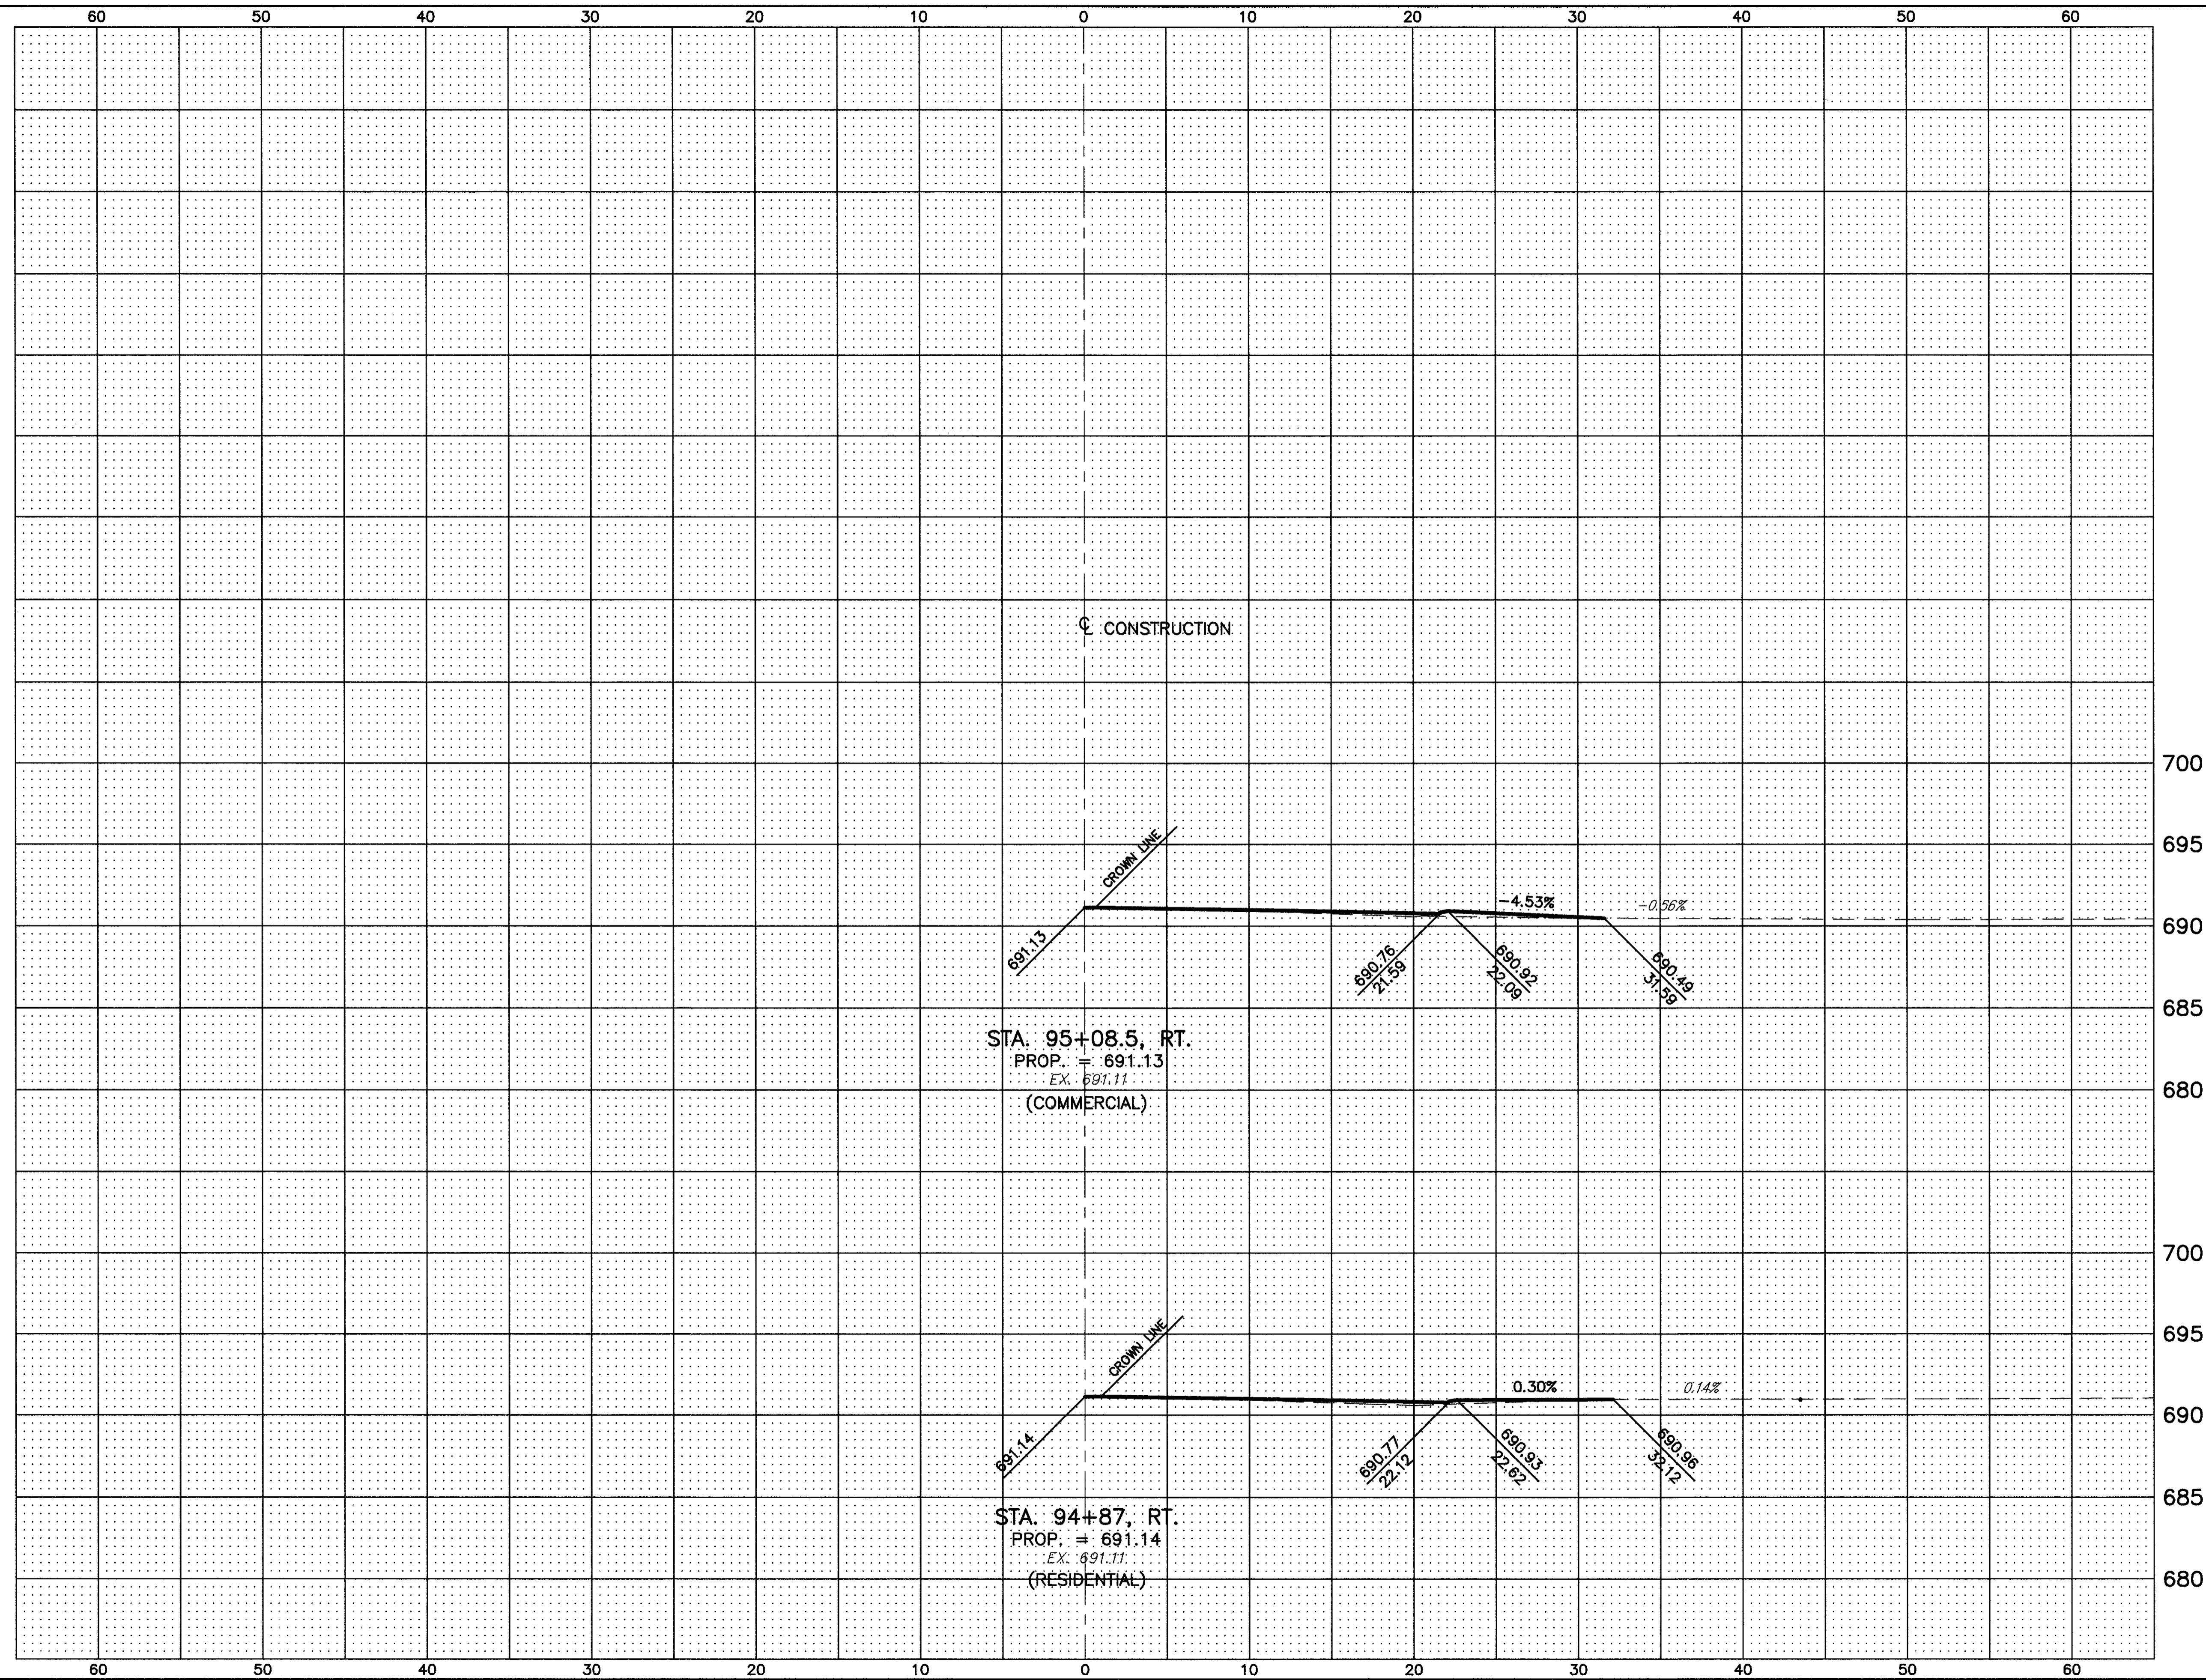 60 50 40 30 20 10 0 10 20 30 40 50 60
℄ CONSTRUCTION
700
695
CROWN LINE
-4.53%
-0.56%
690
691.13
690.76
21.59
690.92
22.09
690.49
31.59
685
STA. 95+08.5, RT.
PROP. = 691.13
EX. 691.11
680
(COMMERCIAL)
700
695
CROWN LINE
0.30%
0.14%
690
691.14
690.77
22.12
690.93
22.62
690.96
32.12
685
STA. 94+87, RT.
PROP. = 691.14
EX. 691.11
(RESIDENTIAL)
680
60 50 40 30 20 10 0 10 20 30 40 50 60